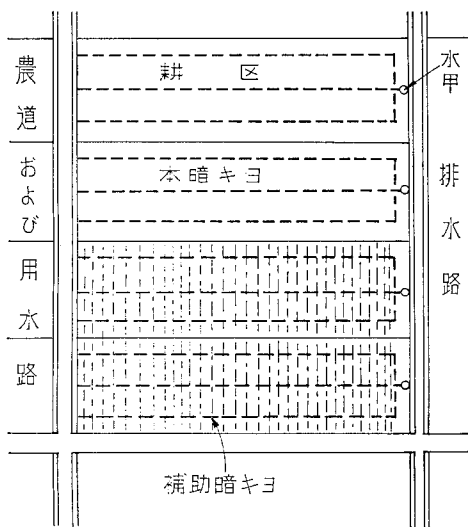 農道および用水路
耕区
水甲
本暗キヨ
排水路
補助暗キヨ